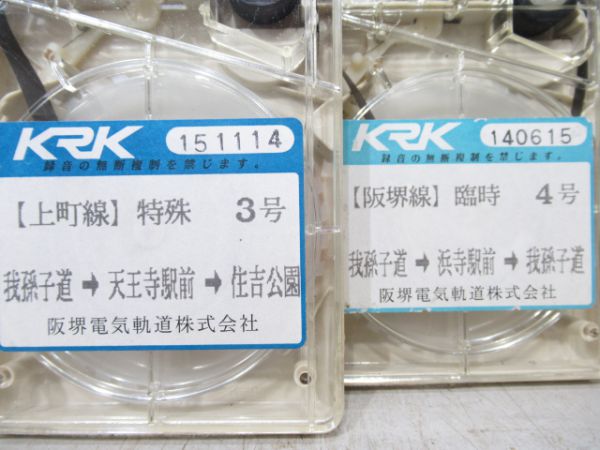 KRK 151114
録音の無断複制を禁じます。
【上町線】特殊 3号
我孫子道 ➡ 天王寺駅前 ➡ 住吉公園
阪堺電気軌道株式会社
KRK 140615
録音の無断複制を禁じます。
【阪堺線】臨時 4号
我孫子道 ➡ 浜寺駅前 ➡ 我孫子道
阪堺電気軌道株式会社